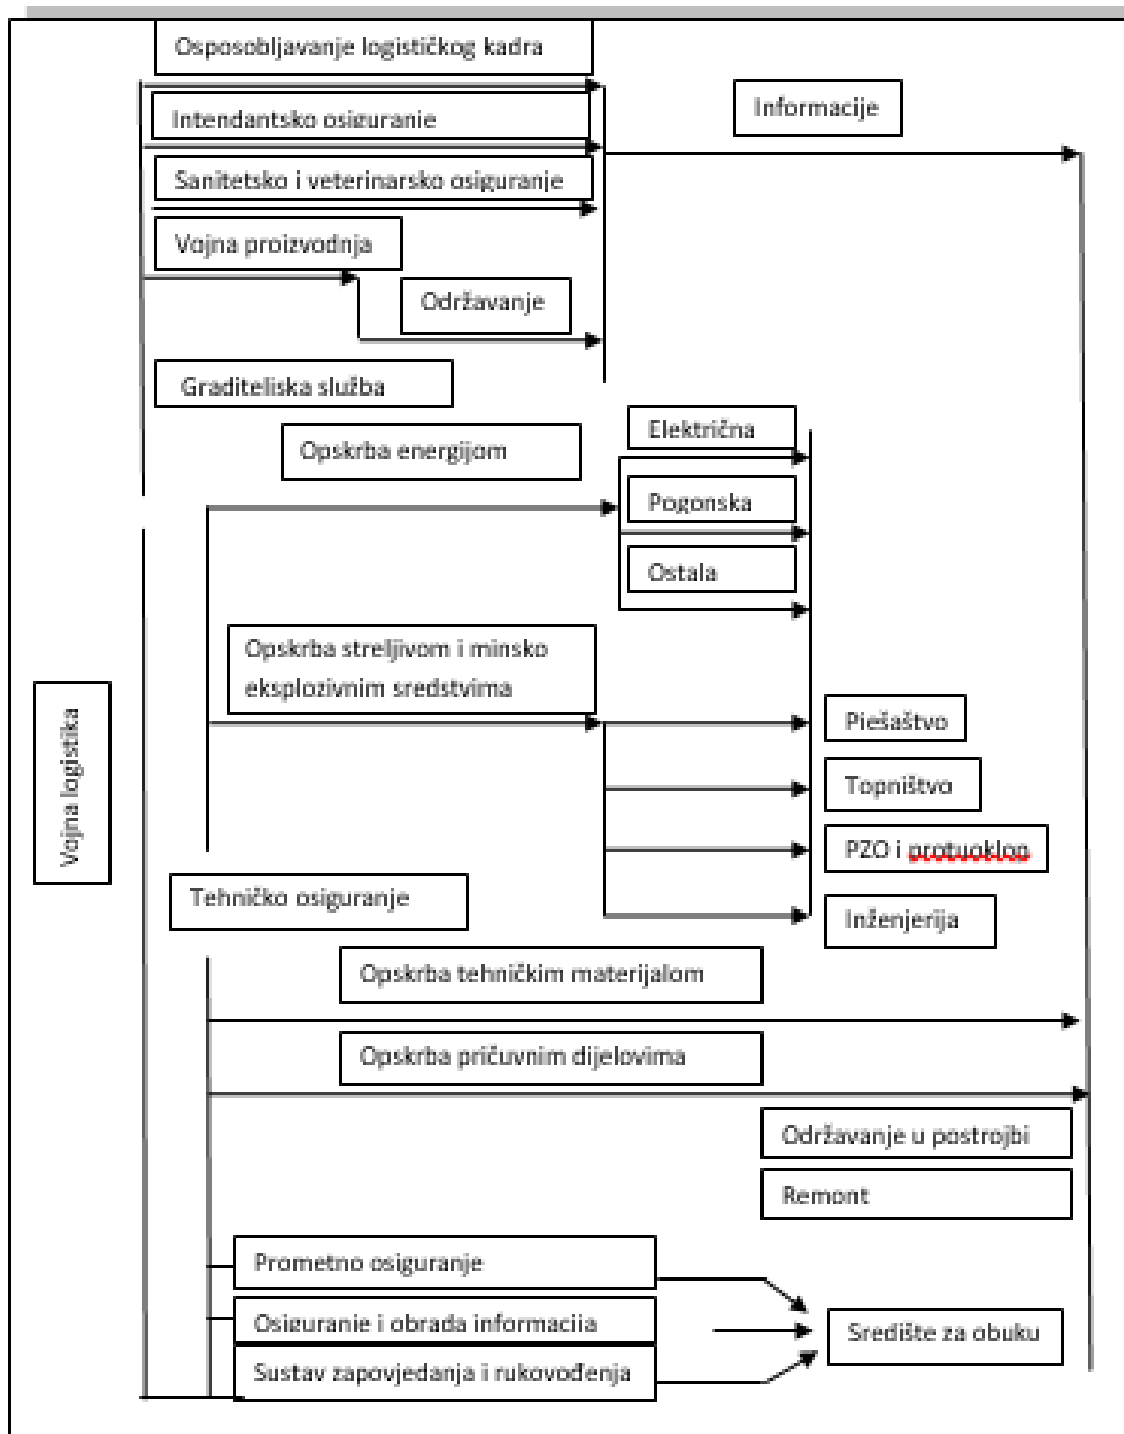 Osposobljavanje logističkog kadra
Informacije
Intendantsko osiguranje
Sanitetsko i veterinarsko osiguranje
Vojna proizvodnja
Održavanje
Graditeljska služba
Električna
Opskrba energijom
Pogonska
Ostala
Opskrba streljivom i minsko
eksplozivnim sredstvima
Vojna logistika
Pješaštvo
Topništvo
PZO i protuoklop
Tehničko osiguranje
Inženjerija
Opskrba tehničkim materijalom
Opskrba pričuvnim dijelovima
Održavanje u postrojbi
Remont
Prometno osiguranje
Osiguranje i obrada informacija
Središte za obuku
Sustav zapovjedanja i rukovođenja